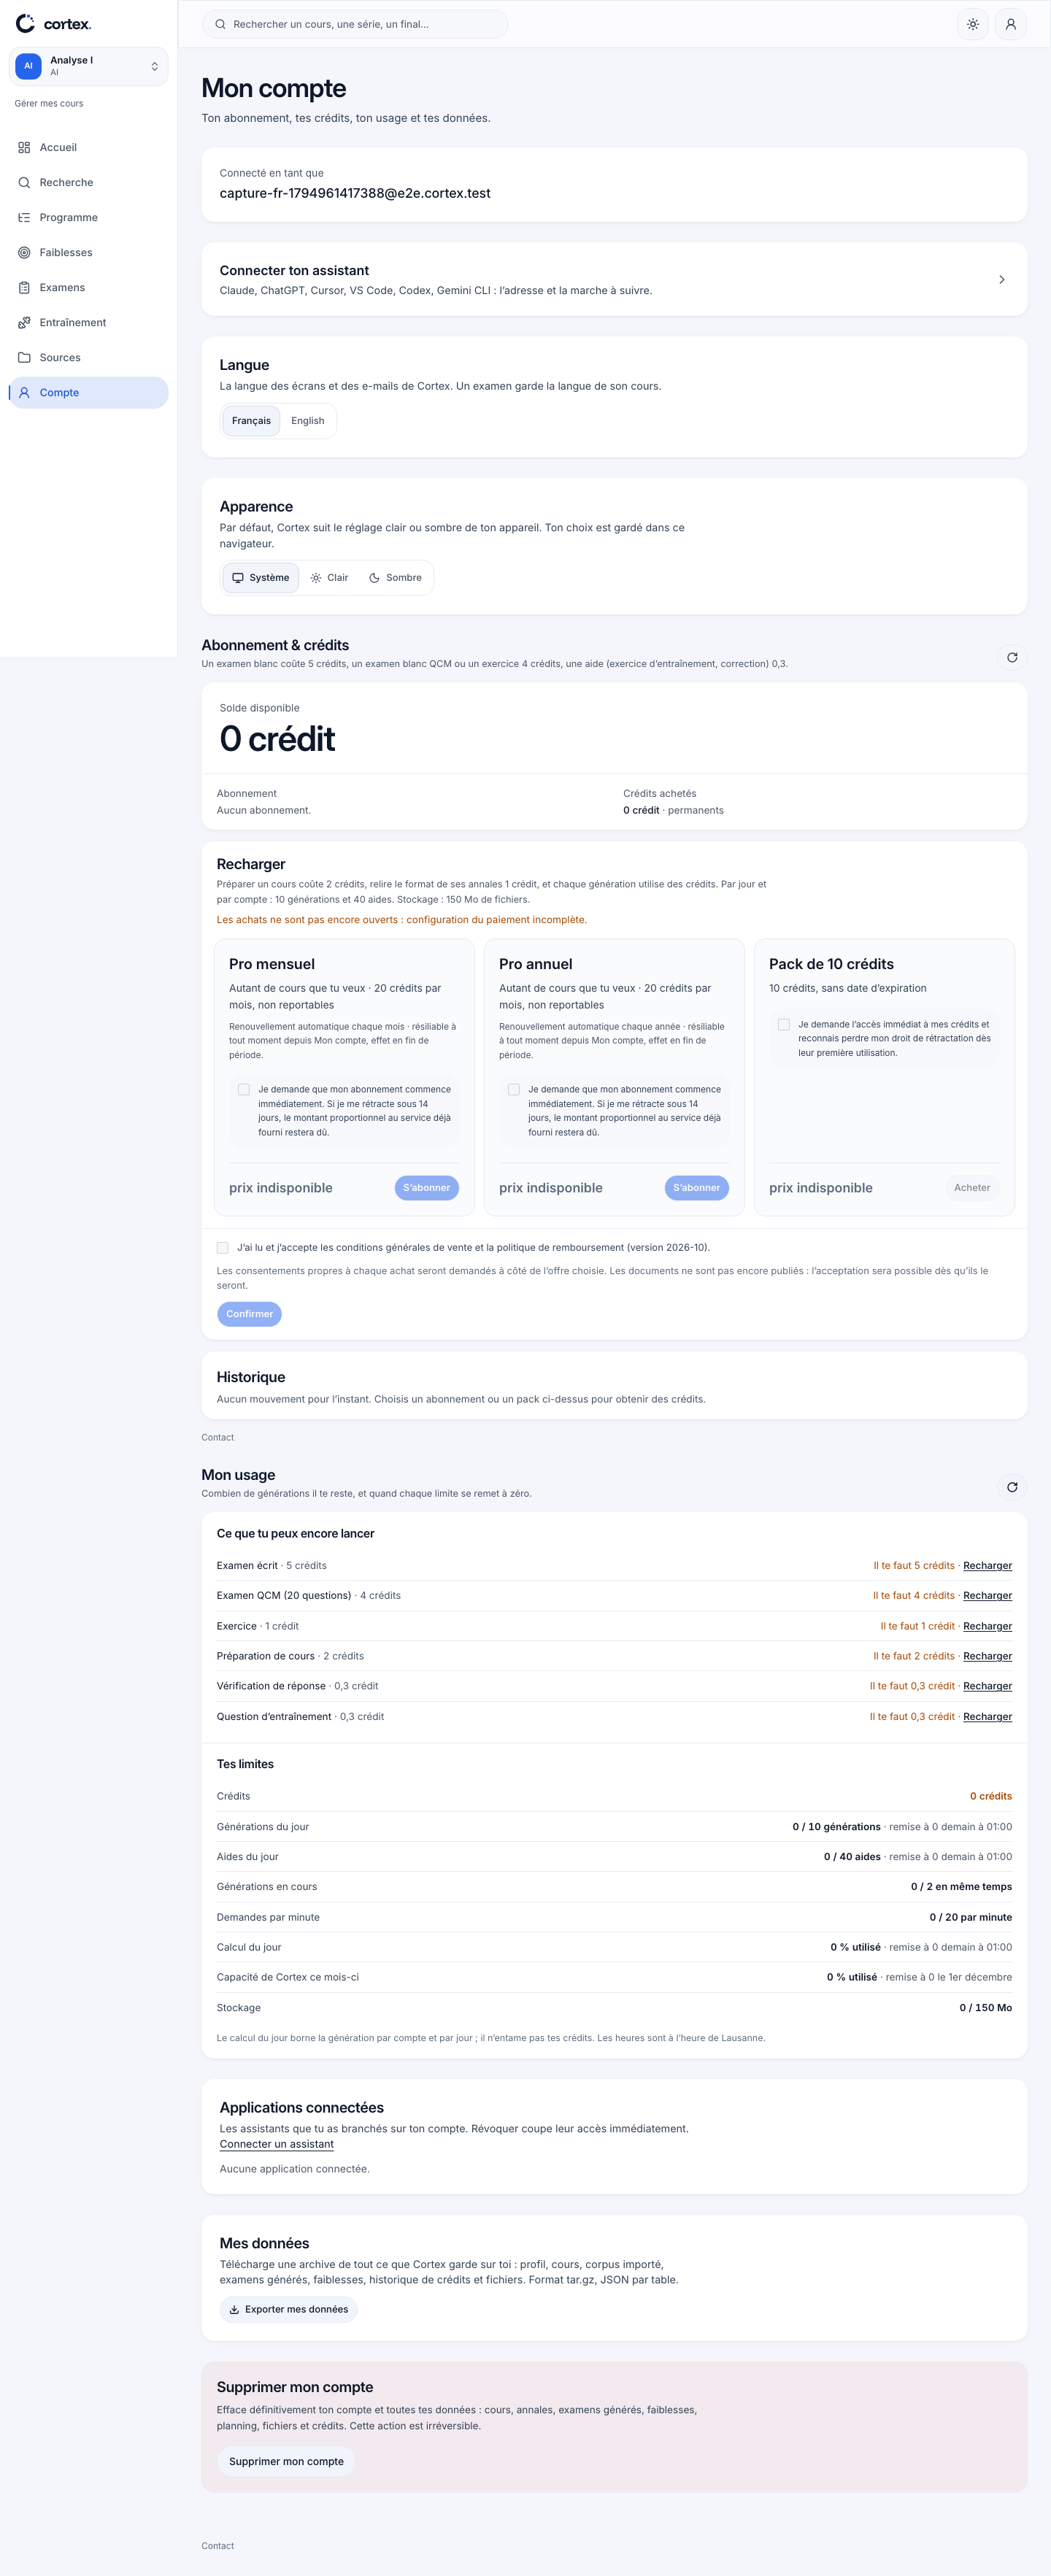 cortex.
Rechercher un cours, une série, un final…
AI
Analyse I
AI
Gérer mes cours
Accueil
Recherche
Programme
Faiblesses
Examens
Entraînement
Sources
Compte
Mon compte
Ton abonnement, tes crédits, ton usage et tes données.
Connecté en tant que
capture-fr-1794961417388@e2e.cortex.test
Connecter ton assistant
Claude, ChatGPT, Cursor, VS Code, Codex, Gemini CLI : l’adresse et la marche à suivre.
Langue
La langue des écrans et des e-mails de Cortex. Un examen garde la langue de son cours.
Français English
Apparence
Par défaut, Cortex suit le réglage clair ou sombre de ton appareil. Ton choix est gardé dans ce
navigateur.
Système Clair Sombre
Abonnement & crédits
Un examen blanc coûte 5 crédits, un examen blanc QCM ou un exercice 4 crédits, une aide (exercice d’entraînement, correction) 0,3.
Solde disponible
0 crédit
Abonnement
Aucun abonnement.
Crédits achetés
0 crédit · permanents
Recharger
Préparer un cours coûte 2 crédits, relire le format de ses annales 1 crédit, et chaque génération utilise des crédits. Par jour et
par compte : 10 générations et 40 aides. Stockage : 150 Mo de fichiers.
Les achats ne sont pas encore ouverts : configuration du paiement incomplète.
Pro mensuel
Autant de cours que tu veux · 20 crédits par
mois, non reportables
Renouvellement automatique chaque mois · résiliable à
tout moment depuis Mon compte, effet en fin de
période.
Je demande que mon abonnement commence
immédiatement. Si je me rétracte sous 14
jours, le montant proportionnel au service déjà
fourni restera dû.
prix indisponible
S’abonner
Pro annuel
Autant de cours que tu veux · 20 crédits par
mois, non reportables
Renouvellement automatique chaque année · résiliable
à tout moment depuis Mon compte, effet en fin de
période.
Je demande que mon abonnement commence
immédiatement. Si je me rétracte sous 14
jours, le montant proportionnel au service déjà
fourni restera dû.
prix indisponible
S’abonner
Pack de 10 crédits
10 crédits, sans date d’expiration
Je demande l’accès immédiat à mes crédits et
reconnais perdre mon droit de rétractation dès
leur première utilisation.
prix indisponible
Acheter
J’ai lu et j’accepte les conditions générales de vente et la politique de remboursement (version 2026-10).
Les consentements propres à chaque achat seront demandés à côté de l’offre choisie. Les documents ne sont pas encore publiés : l’acceptation sera possible dès qu’ils le
seront.
Confirmer
Historique
Aucun mouvement pour l’instant. Choisis un abonnement ou un pack ci-dessus pour obtenir des crédits.
Contact
Mon usage
Combien de générations il te reste, et quand chaque limite se remet à zéro.
Ce que tu peux encore lancer
Examen écrit · 5 crédits Il te faut 5 crédits · Recharger
Examen QCM (20 questions) · 4 crédits Il te faut 4 crédits · Recharger
Exercice · 1 crédit Il te faut 1 crédit · Recharger
Préparation de cours · 2 crédits Il te faut 2 crédits · Recharger
Vérification de réponse · 0,3 crédit Il te faut 0,3 crédit · Recharger
Question d’entraînement · 0,3 crédit Il te faut 0,3 crédit · Recharger
Tes limites
Crédits 0 crédits
Générations du jour 0 / 10 générations · remise à 0 demain à 01:00
Aides du jour 0 / 40 aides · remise à 0 demain à 01:00
Générations en cours 0 / 2 en même temps
Demandes par minute 0 / 20 par minute
Calcul du jour 0 % utilisé · remise à 0 demain à 01:00
Capacité de Cortex ce mois-ci 0 % utilisé · remise à 0 le 1er décembre
Stockage 0 / 150 Mo
Le calcul du jour borne la génération par compte et par jour ; il n’entame pas tes crédits. Les heures sont à l’heure de Lausanne.
Applications connectées
Les assistants que tu as branchés sur ton compte. Révoquer coupe leur accès immédiatement.
Connecter un assistant
Aucune application connectée.
Mes données
Télécharge une archive de tout ce que Cortex garde sur toi : profil, cours, corpus importé,
examens générés, faiblesses, historique de crédits et fichiers. Format tar.gz, JSON par table.
Exporter mes données
Supprimer mon compte
Efface définitivement ton compte et toutes tes données : cours, annales, examens générés, faiblesses,
planning, fichiers et crédits. Cette action est irréversible.
Supprimer mon compte
Contact